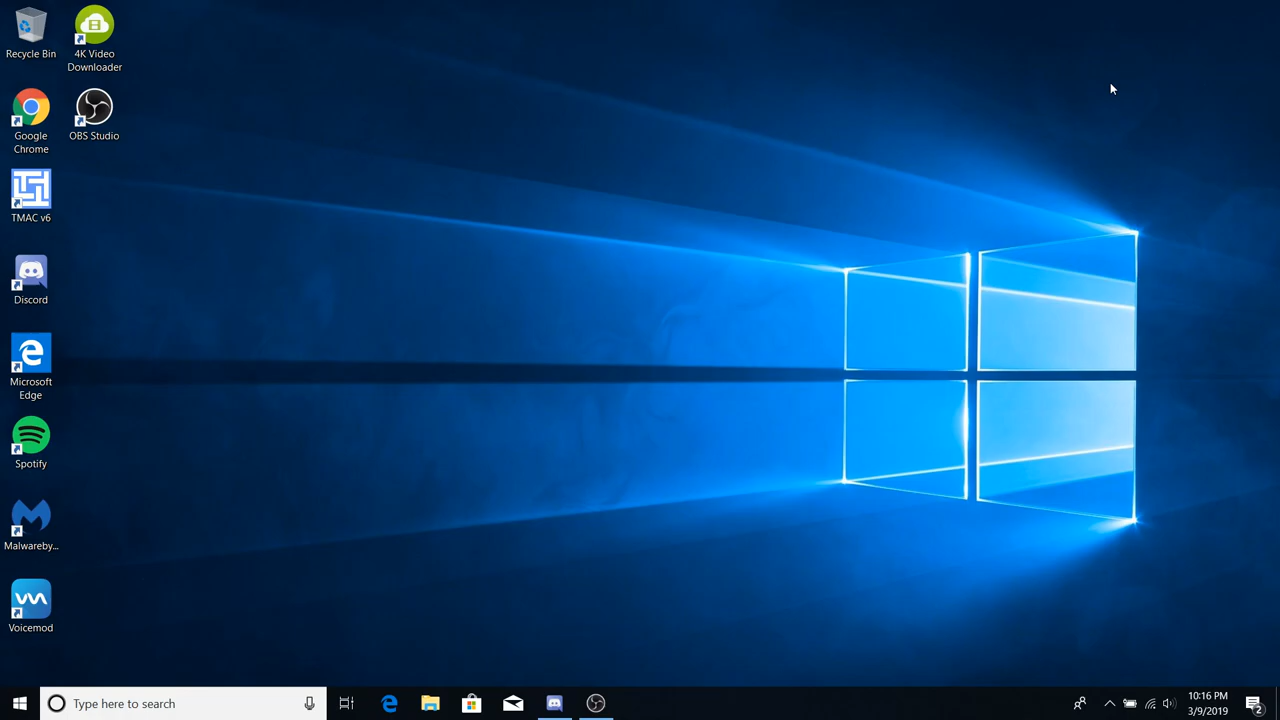 Recycle Bin
4K Video
Downloader
Google
Chrome
OBS Studio
TMAC v6
Discord
Microsoft
Edge
Spotify
Malwareby...
Voicemod
Type here to search
10:16 PM
3/9/2019
2